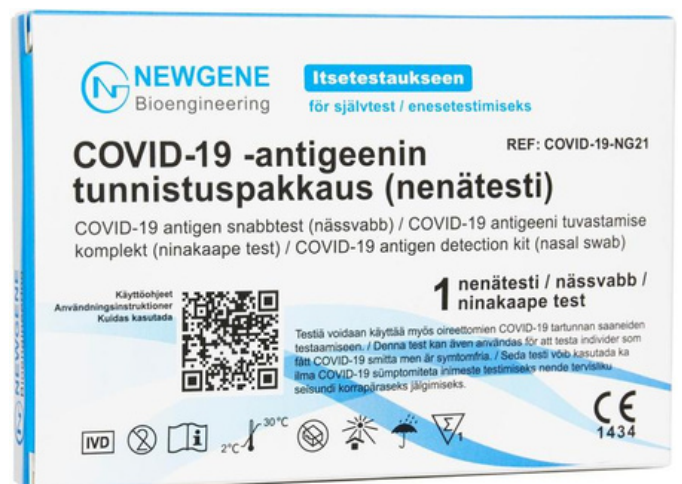 NEWGENE
Bioengineering
Itsetestaukseen
för självtest / enesetestimiseks
REF: COVID-19-NG21
COVID-19 -antigeenin
tunnistuspakkaus (nenätesti)
COVID-19 antigen snabbtest (nässvabb) / COVID-19 antigeeni tuvastamise
komplekt (ninakaape test) / COVID-19 antigen detection kit (nasal swab)
1 nenätesti / nässvabb /
ninakaape test
Käyttöohjeet
Användningsinstruktioner
Kuidas kasutada
Testiä voidaan käyttää myös oireettomien COVID-19 tartunnan saaneiden
testaamiseen. / Denna test kan även användas för att testa individer som
fått COVID-19 smitta men är symtomfria. / Seda testi võib kasutada ka
ilma COVID-19 sümptomiteta inimeste testimiseks nende tervisliku
seisundi korrapäraseks jälgimiseks.
IVD
2
i
2°C
30°C
Σ
1
CE
1434
NEWGENE